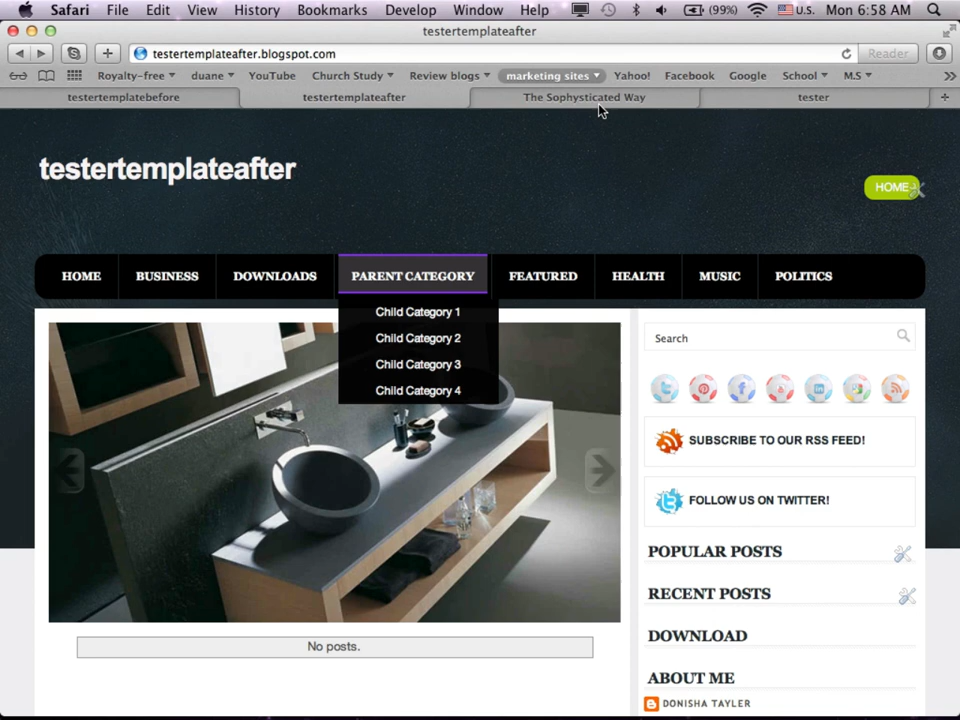 Safari File Edit View History Bookmarks Develop Window Help (99%) U.S. Mon 6:58 AM
testertemplateafter
testertemplateafter.blogspot.com Reader
Royalty-free duane YouTube Church Study Review blogs marketing sites Yahoo! Facebook Google School M.S
testertemplatebefore testertemplateafter The Sophysticated Way tester
testertemplateafter
HOME
HOME BUSINESS DOWNLOADS PARENT CATEGORY FEATURED HEALTH MUSIC POLITICS
Child Category 1
Child Category 2
Child Category 3
Child Category 4
Search
SUBSCRIBE TO OUR RSS FEED!
FOLLOW US ON TWITTER!
POPULAR POSTS
RECENT POSTS
No posts.
DOWNLOAD
ABOUT ME
DONISHA TAYLER